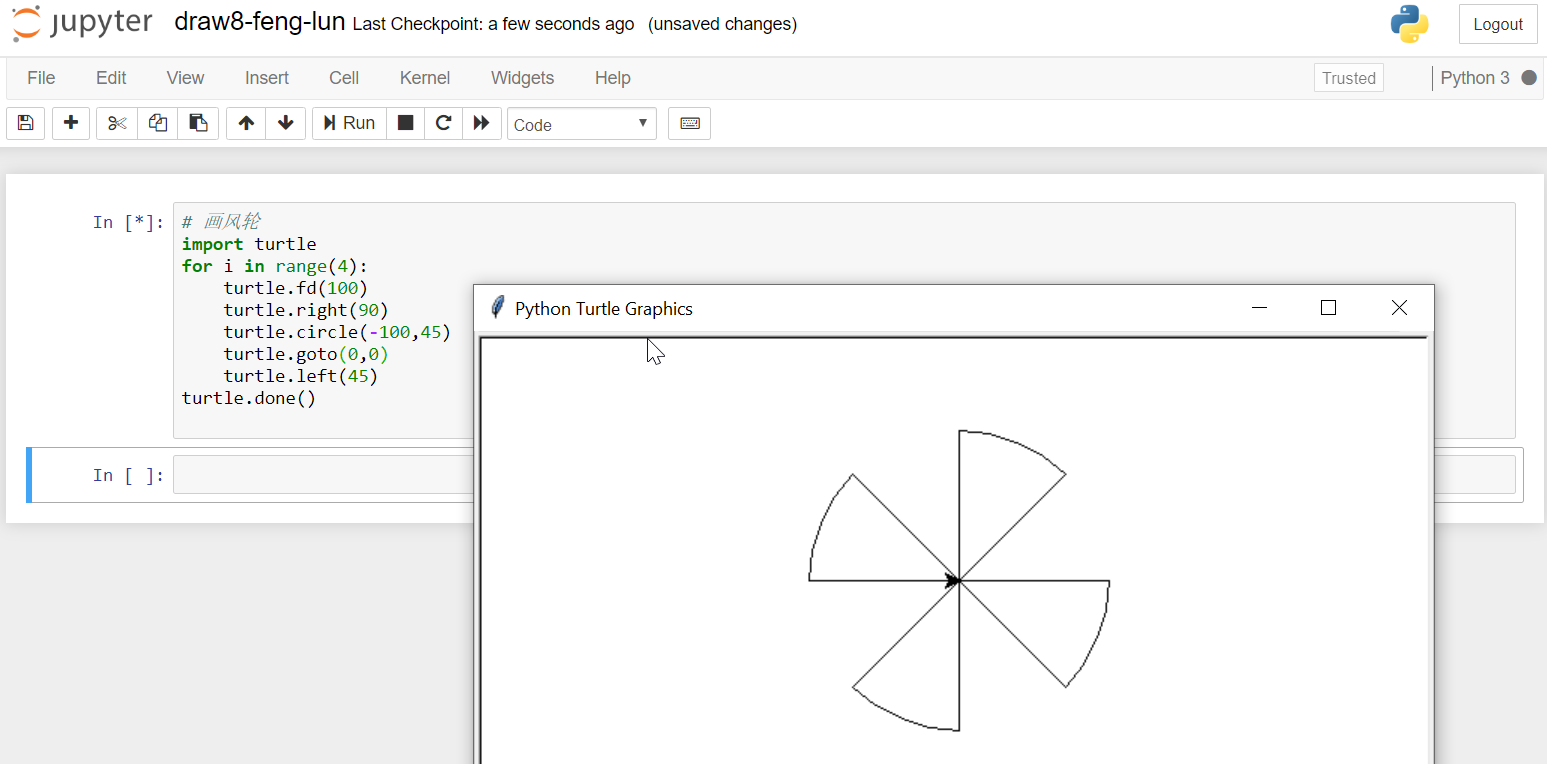 jupyter draw8-feng-lun Last Checkpoint: a few seconds ago (unsaved changes) Logout
File Edit View Insert Cell Kernel Widgets Help Trusted Python 3
Run Code
In [*]: # 画风轮
import turtle
for i in range(4):
    turtle.fd(100)
    turtle.right(90)
    turtle.circle(-100,45)
    turtle.goto(0,0)
    turtle.left(45)
turtle.done()
Python Turtle Graphics
In [ ]: